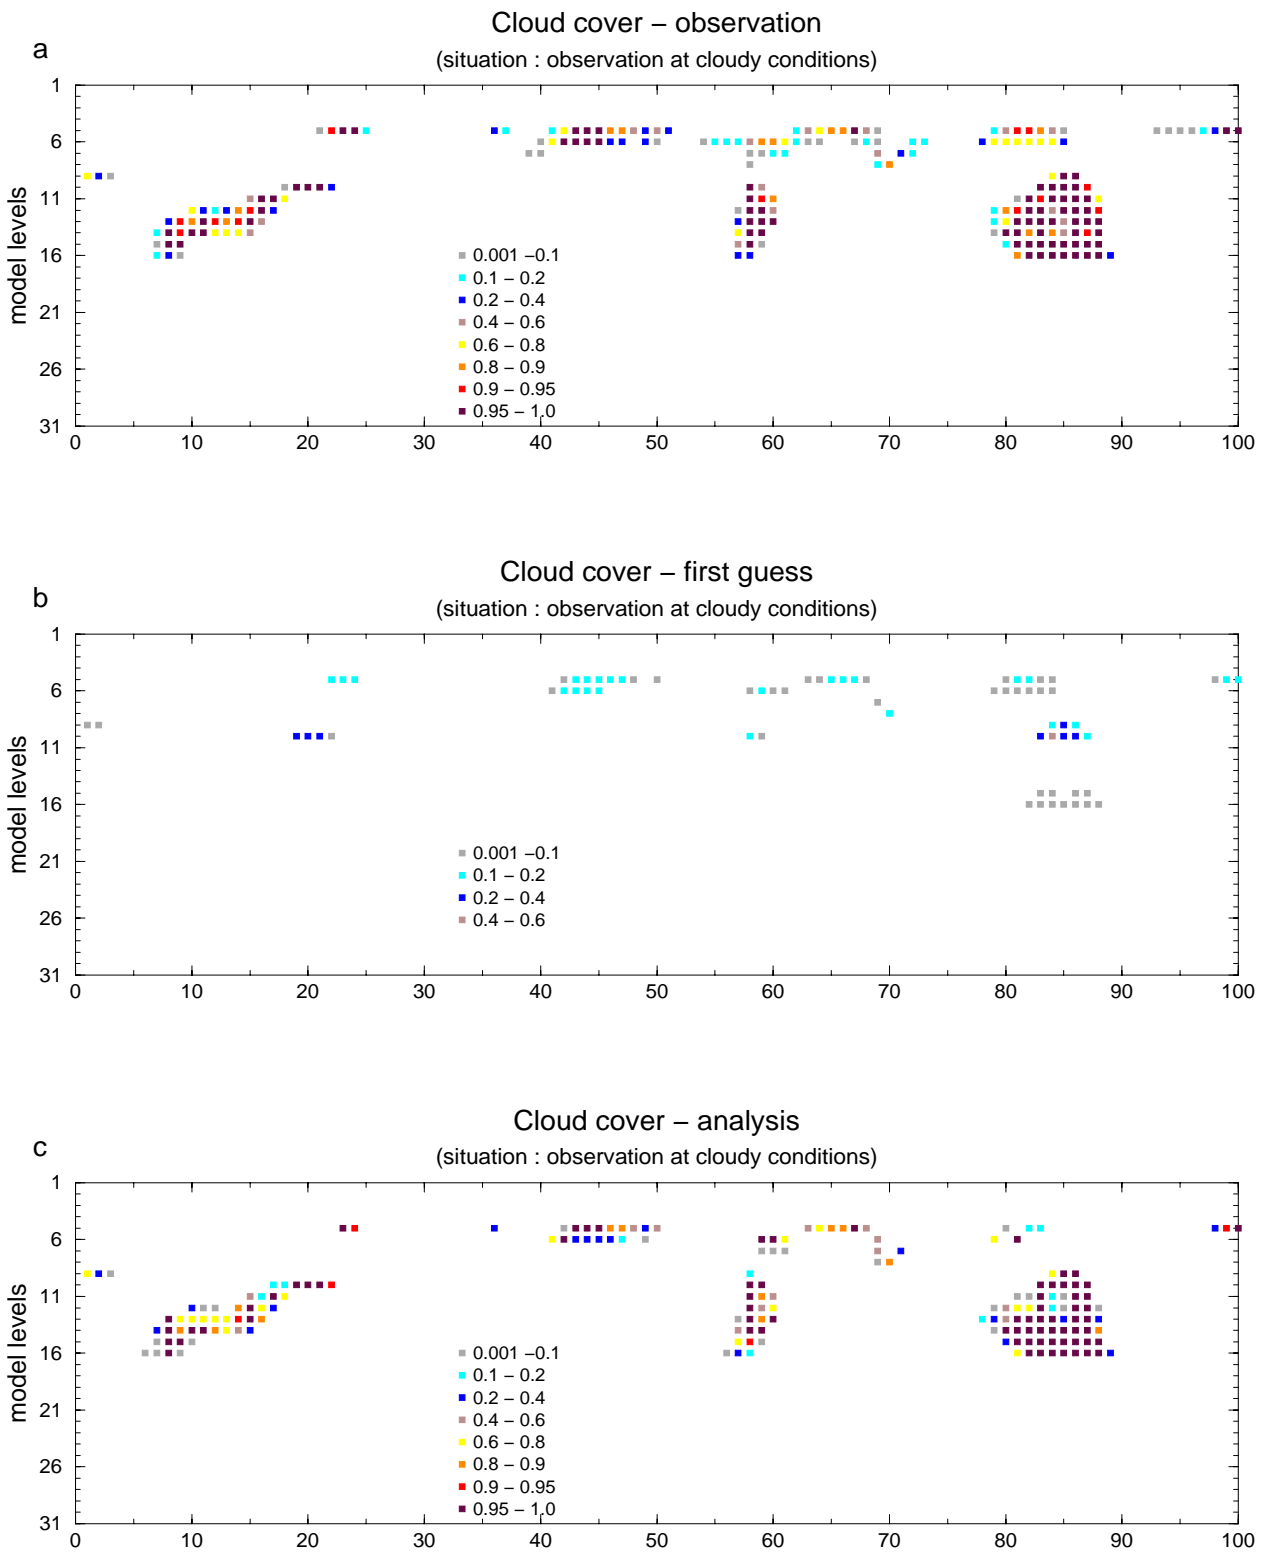 Cloud cover – observation
a
(situation : observation at cloudy conditions)
1
6
11
16
21
26
31
model levels
0.001 –0.1
0.1 – 0.2
0.2 – 0.4
0.4 – 0.6
0.6 – 0.8
0.8 – 0.9
0.9 – 0.95
0.95 – 1.0
0 10 20 30 40 50 60 70 80 90 100
Cloud cover – first guess
b
(situation : observation at cloudy conditions)
1
6
11
16
21
26
31
model levels
0.001 –0.1
0.1 – 0.2
0.2 – 0.4
0.4 – 0.6
0 10 20 30 40 50 60 70 80 90 100
Cloud cover – analysis
c
(situation : observation at cloudy conditions)
1
6
11
16
21
26
31
model levels
0.001 –0.1
0.1 – 0.2
0.2 – 0.4
0.4 – 0.6
0.6 – 0.8
0.8 – 0.9
0.9 – 0.95
0.95 – 1.0
0 10 20 30 40 50 60 70 80 90 100